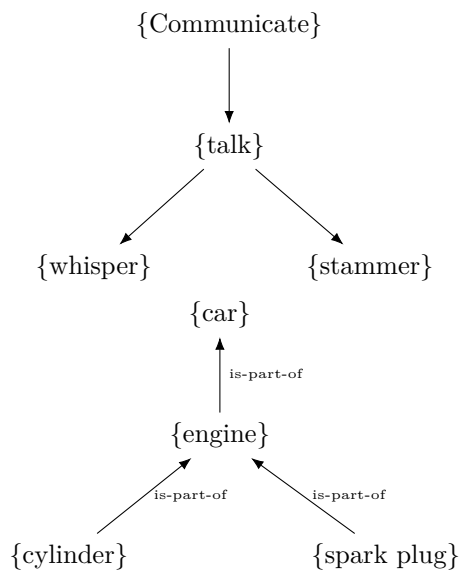 {Communicate}
{talk}
{whisper} {stammer}
{car}
is-part-of
{engine}
is-part-of is-part-of
{cylinder} {spark plug}